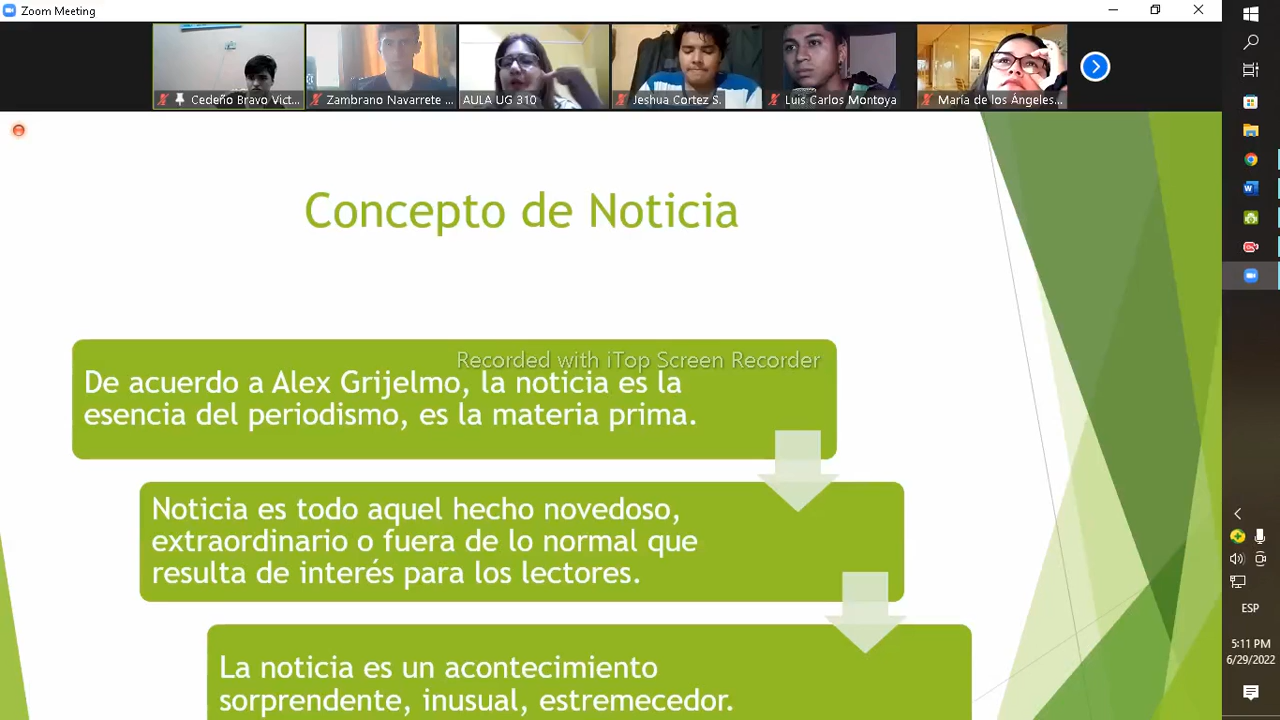 Zoom Meeting
Cedeño Bravo Vict...
Zambrano Navarrete ...
AULA UG 310
Jeshua Cortez S.
Luis Carlos Montoya
María de los Ángeles...
Concepto de Noticia
Recorded with iTop Screen Recorder
De acuerdo a Alex Grijelmo, la noticia es la
esencia del periodismo, es la materia prima.
Noticia es todo aquel hecho novedoso,
extraordinario o fuera de lo normal que
resulta de interés para los lectores.
La noticia es un acontecimiento
sorprendente, inusual, estremecedor.
ESP
5:11 PM
6/29/2022